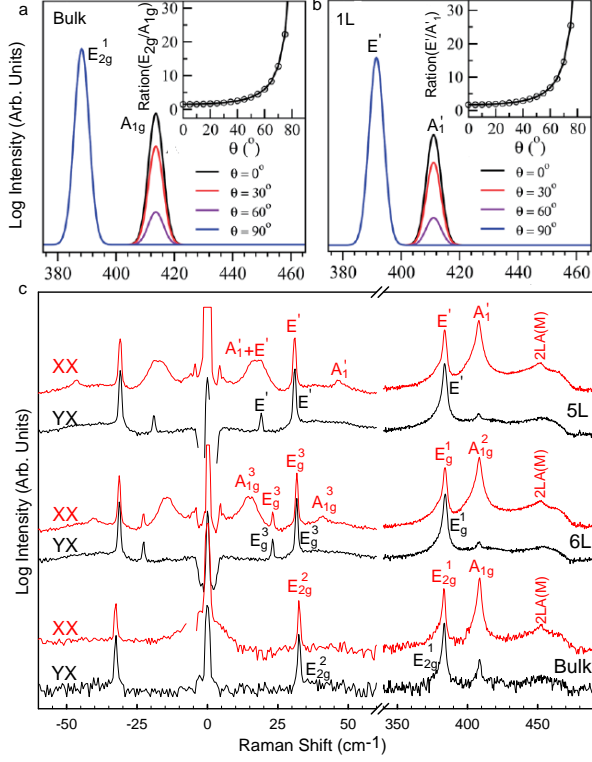 a
Bulk
E2g1
A1g
Ration(E2g/A1g)
30
20
10
0
0 20 40 60 80
θ (°)
θ = 0°
θ = 30°
θ = 60°
θ = 90°
380 400 420 440 460
b
1L
E'
A1'
Ration(E'/A'1)
30
20
10
0
0 20 40 60 80
θ (°)
θ = 0°
θ = 30°
θ = 60°
θ = 90°
380 400 420 440 460
Log Intensity (Arb. Units)
c
XX
A1'+E'
E'
A1'
E'
A1'
2LA(M)
YX
E'
E'
E'
5L
XX
A1g3
Eg3
Eg3
A1g3
Eg1
A1g2
2LA(M)
YX
Eg3
Eg3
Eg1
6L
XX
E2g2
E2g1
A1g
2LA(M)
YX
E2g2
E2g1
Bulk
Log Intensity (Arb. Units)
-50 -25 0 25 50 350 400 450
Raman Shift (cm-1)